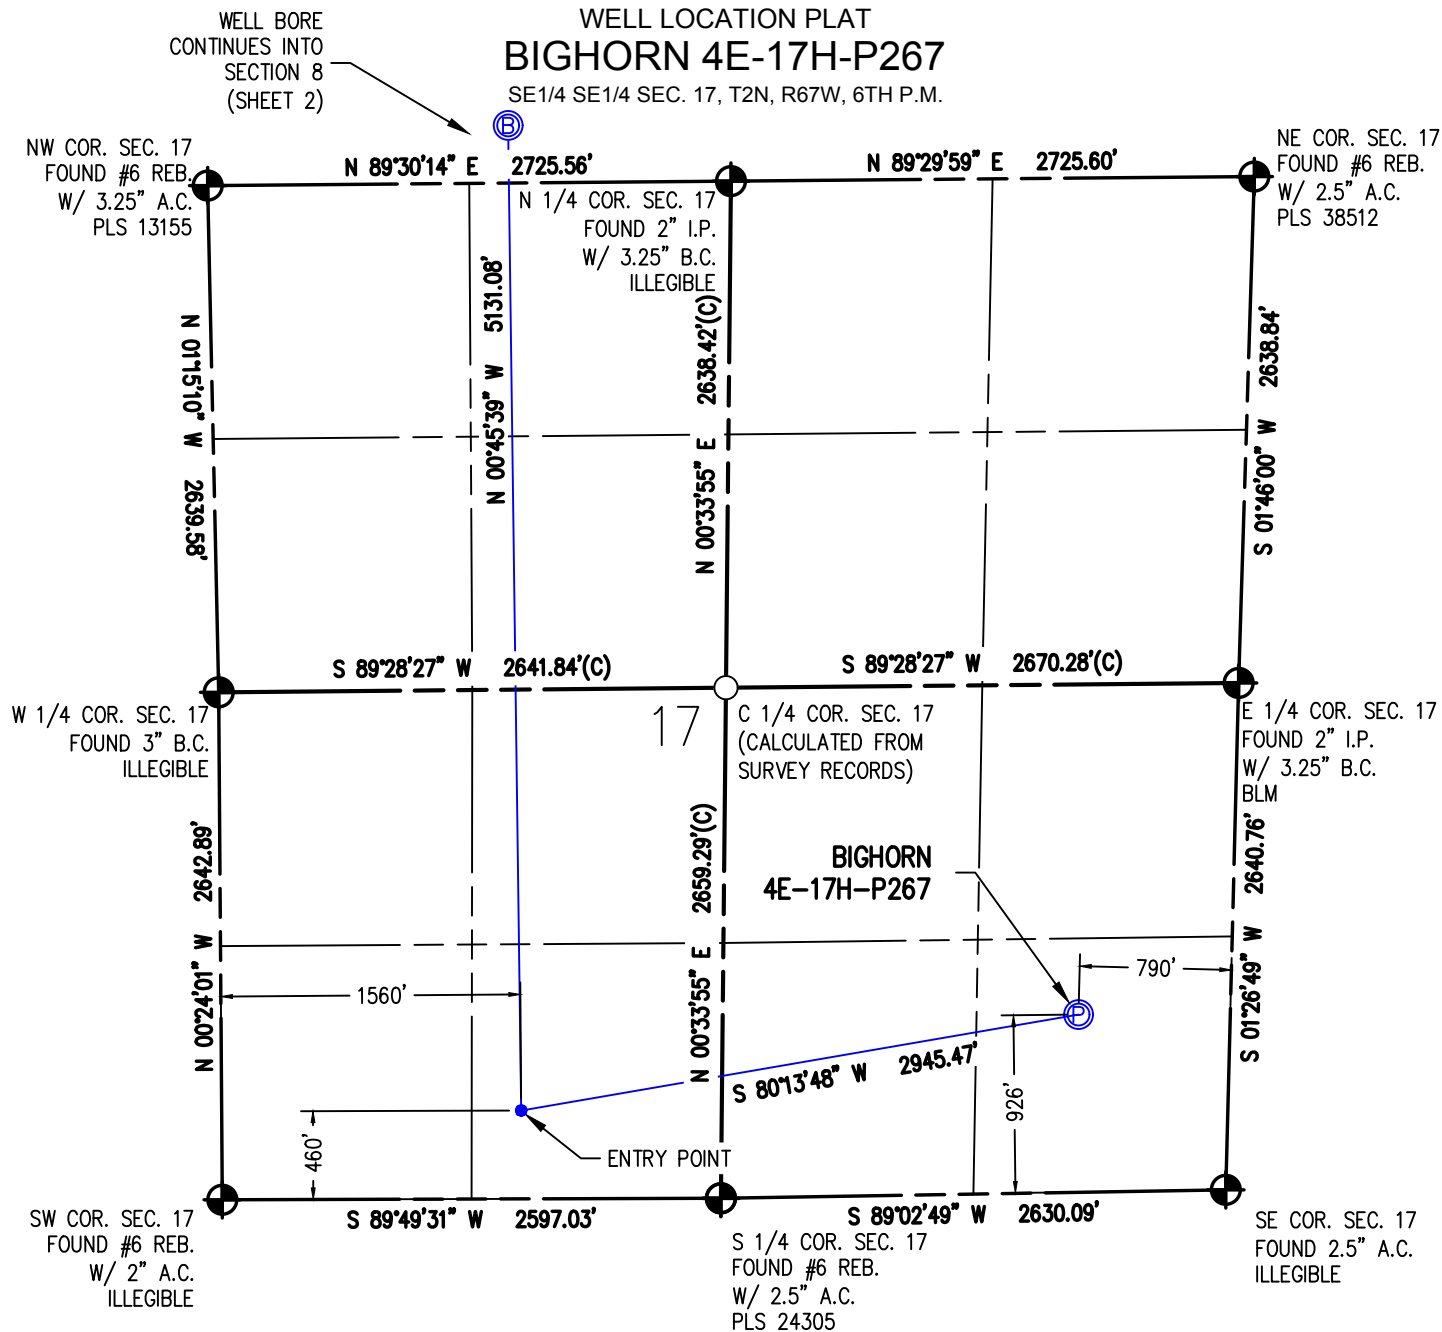 WELL LOCATION PLAT
BIGHORN 4E-17H-P267
SE1/4 SE1/4 SEC. 17, T2N, R67W, 6TH P.M.
WELL BORE
CONTINUES INTO
SECTION 8
(SHEET 2)
B
NW COR. SEC. 17
FOUND #6 REB.
W/ 3.25" A.C.
PLS 13155
N 89°30'14" E 2725.56'
N 1/4 COR. SEC. 17
FOUND 2" I.P.
W/ 3.25" B.C.
ILLEGIBLE
N 89°29'59" E 2725.60'
NE COR. SEC. 17
FOUND #6 REB.
W/ 2.5" A.C.
PLS 38512
N 01°15'10" W 2639.58'
N 00°45'39" W 5131.08'
N 00°33'55" E 2638.42'(C)
S 01°46'00" W 2638.84'
S 89°28'27" W 2641.84'(C)
S 89°28'27" W 2670.28'(C)
W 1/4 COR. SEC. 17
FOUND 3" B.C.
ILLEGIBLE
17
C 1/4 COR. SEC. 17
(CALCULATED FROM
SURVEY RECORDS)
E 1/4 COR. SEC. 17
FOUND 2" I.P.
W/ 3.25" B.C.
BLM
N 00°24'01" W 2642.89'
N 00°33'55" E 2659.29'(C)
BIGHORN
4E-17H-P267
S 01°26'49" W 2640.76'
1560'
790'
P
S 80°13'48" W 2945.47'
926'
460'
ENTRY POINT
S 89°49'31" W 2597.03'
S 89°02'49" W 2630.09'
SW COR. SEC. 17
FOUND #6 REB.
W/ 2" A.C.
ILLEGIBLE
S 1/4 COR. SEC. 17
FOUND #6 REB.
W/ 2.5" A.C.
PLS 24305
SE COR. SEC. 17
FOUND 2.5" A.C.
ILLEGIBLE